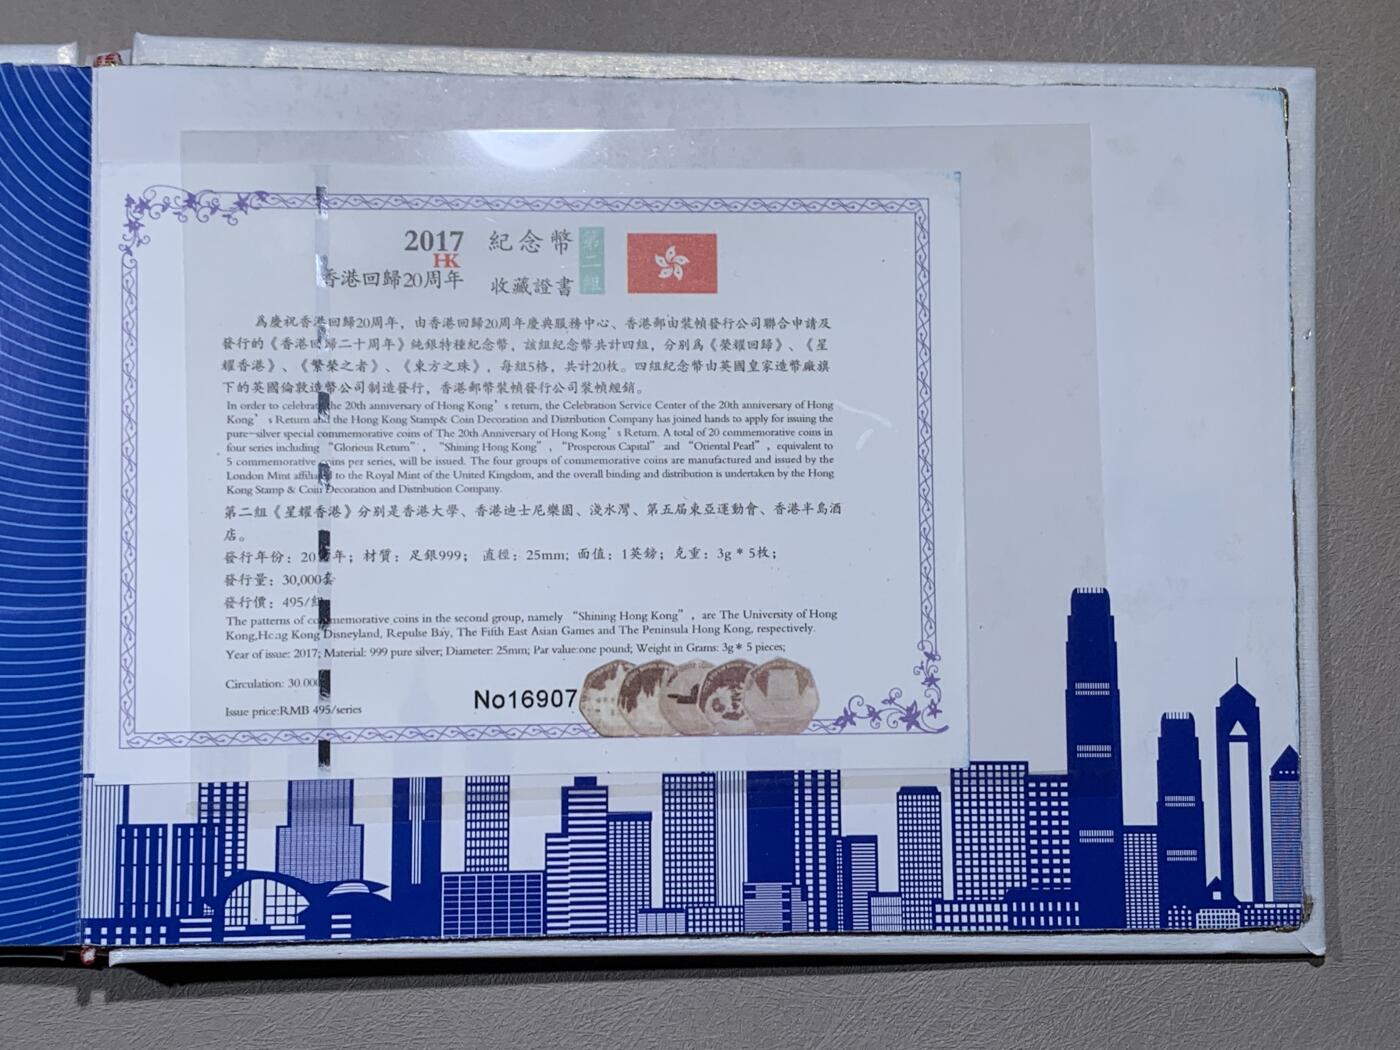 2017 紀念幣 第二組
HK
香港回歸20周年 收藏證書
為慶祝香港回歸20周年，由香港回歸20周年慶典服務中心、香港郵由裝幀發行公司聯合申請及
發行的《香港回歸二十周年》純銀特種紀念幣，該組紀念幣共計四組，分別為《榮耀回歸》、《星
耀香港》、《繁榮之者》、《東方之珠》，每組5格，共計20枚。四組紀念幣由英國皇家造幣廠旗
下的英國倫敦造幣公司制造發行，香港郵幣裝幀發行公司裝幀經銷。
In order to celebrate the 20th anniversary of Hong Kong's return, the Celebration Service Center of the 20th anniversary of Hong
Kong's Return and the Hong Kong Stamp& Coin Decoration and Distribution Company has joined hands to apply for issuing the
pure-silver special commemorative coins of The 20th Anniversary of Hong Kong's Return. A total of 20 commemorative coins in
four series including “Glorious Return”, “Shining Hong Kong”, “Prosperous Capital” and “Oriental Pearl”, equivalent to
5 commemorative coins per series, will be issued. The four groups of commemorative coins are manufactured and issued by the
London Mint affiliated to the Royal Mint of the United Kingdom, and the overall binding and distribution is undertaken by the Hong
Kong Stamp & Coin Decoration and Distribution Company.
第二組《星耀香港》分別是香港大學、香港迪士尼樂園、淺水灣、第五届東亞運動會、香港半島酒
店。
發行年份：2017年；材質：足銀999；直徑：25mm；面值：1英鎊；克重：3g * 5枚；
發行量：30,000套
發行價：495/組
The patterns of commemorative coins in the second group, namely “Shining Hong Kong”, are The University of Hong
Kong,Hong Kong Disneyland, Repulse Bay, The Fifth East Asian Games and The Peninsula Hong Kong, respectively.
Year of issue: 2017; Material: 999 pure silver; Diameter: 25mm; Par value:one pound; Weight in Grams: 3g* 5 pieces;
Circulation: 30.000
Issue price:RMB 495/series
No16907